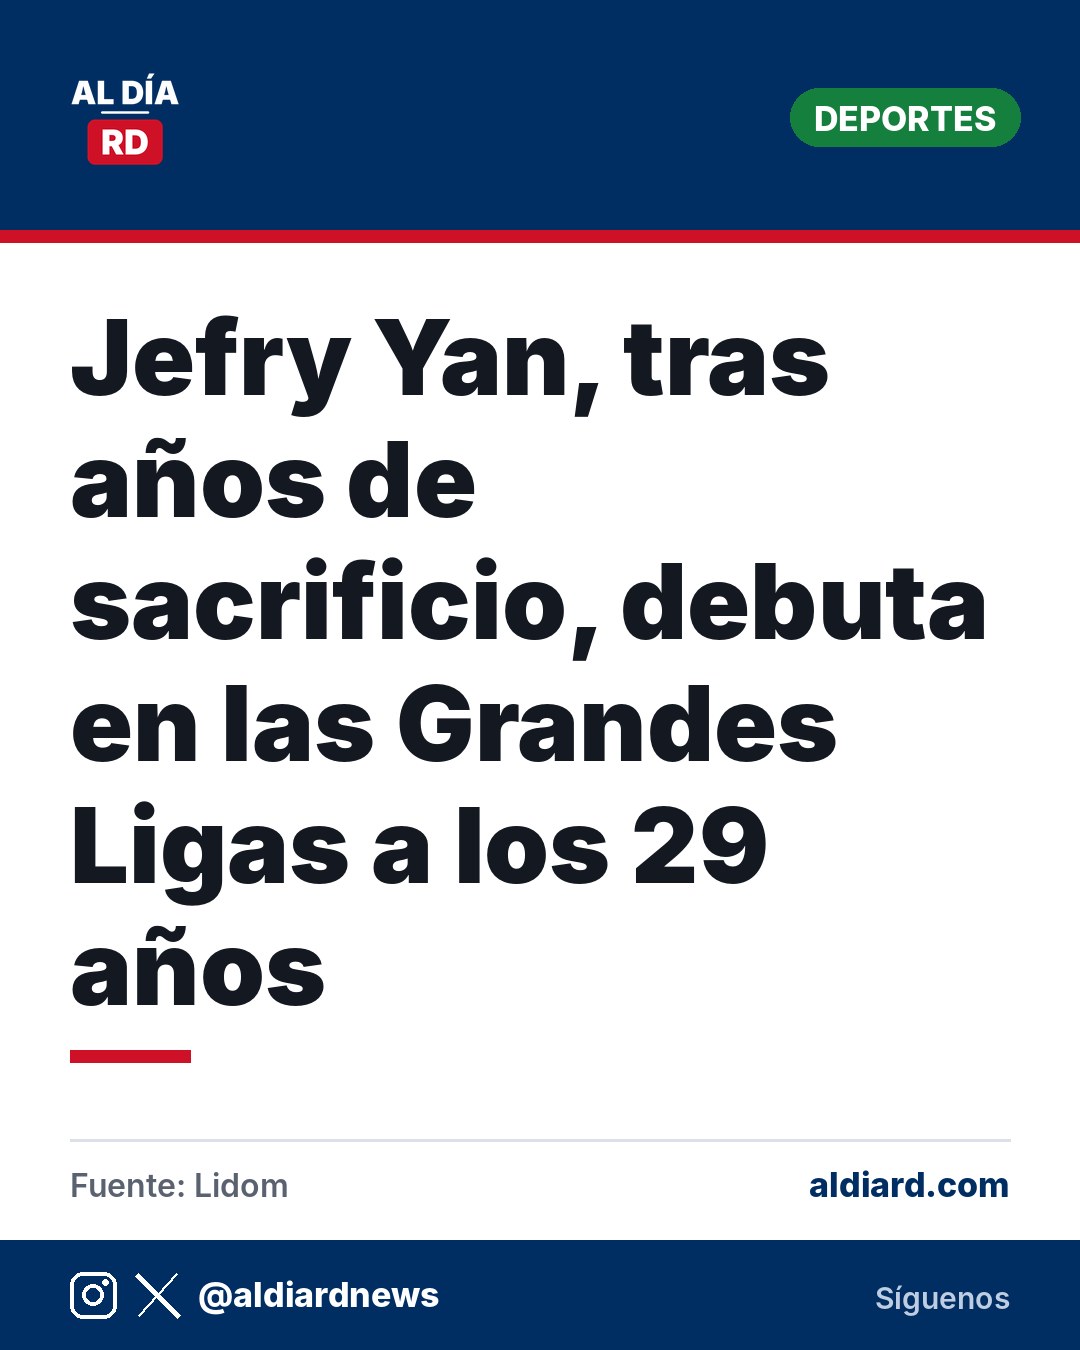 AL DÍA
RD
DEPORTES
Jefry Yan, tras
años de
sacrificio, debuta
en las Grandes
Ligas a los 29
años
Fuente: Lidom
aldiard.com
@aldiardnews
Síguenos